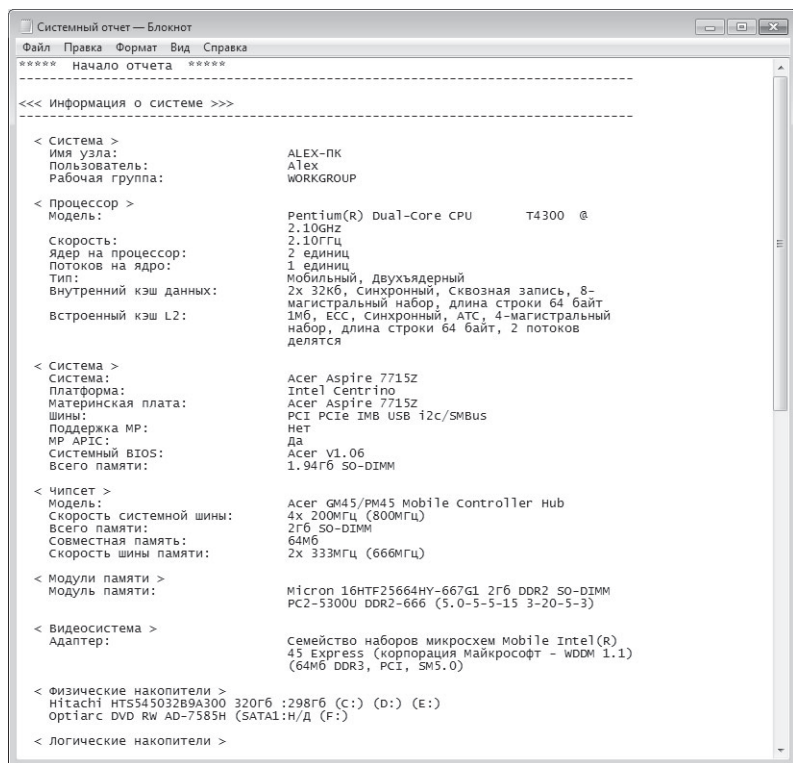 Системный отчет — Блокнот
Файл Правка Формат Вид Справка
***** Начало отчета *****
--------------------------------------------------------------------------------
<<< Информация о системе >>>
--------------------------------------------------------------------------------
< Система >
Имя узла: ALEX-ПК
Пользователь: Alex
Рабочая группа: WORKGROUP
< Процессор >
Модель: Pentium(R) Dual-Core CPU T4300 @
2.10GHz
Скорость: 2.10ГГц
Ядер на процессор: 2 единиц
Потоков на ядро: 1 единиц
Тип: Мобильный, Двухъядерный
Внутренний кэш данных: 2x 32Кб, Синхронный, Сквозная запись, 8-
магистральный набор, длина строки 64 байт
Встроенный кэш L2: 1Мб, ECC, Синхронный, ATC, 4-магистральный
набор, длина строки 64 байт, 2 потоков
делятся
< Система >
Система: Acer Aspire 7715Z
Платформа: Intel Centrino
Материнская плата: Acer Aspire 7715Z
Шины: PCI PCIe IMB USB i2c/SMBus
Поддержка MP: Нет
MP APIC: Да
Системный BIOS: Acer V1.06
Всего памяти: 1.94Гб SO-DIMM
< Чипсет >
Модель: Acer GM45/PM45 Mobile Controller Hub
Скорость системной шины: 4x 200МГц (800МГц)
Всего памяти: 2Гб SO-DIMM
Совместная память: 64Мб
Скорость шины памяти: 2x 333МГц (666МГц)
< Модули памяти >
Модуль памяти: Micron 16HTF25664HY-667G1 2Гб DDR2 SO-DIMM
PC2-5300U DDR2-666 (5.0-5-5-15 3-20-5-3)
< Видеосистема >
Адаптер: Семейство наборов микросхем Mobile Intel(R)
45 Express (корпорация Майкрософт - WDDM 1.1)
(64Мб DDR3, PCI, SM5.0)
< Физические накопители >
Hitachi HTS545032B9A300 320Гб :298Гб (C:) (D:) (E:)
Optiarc DVD RW AD-7585H (SATA1:Н/Д (F:)
< Логические накопители >